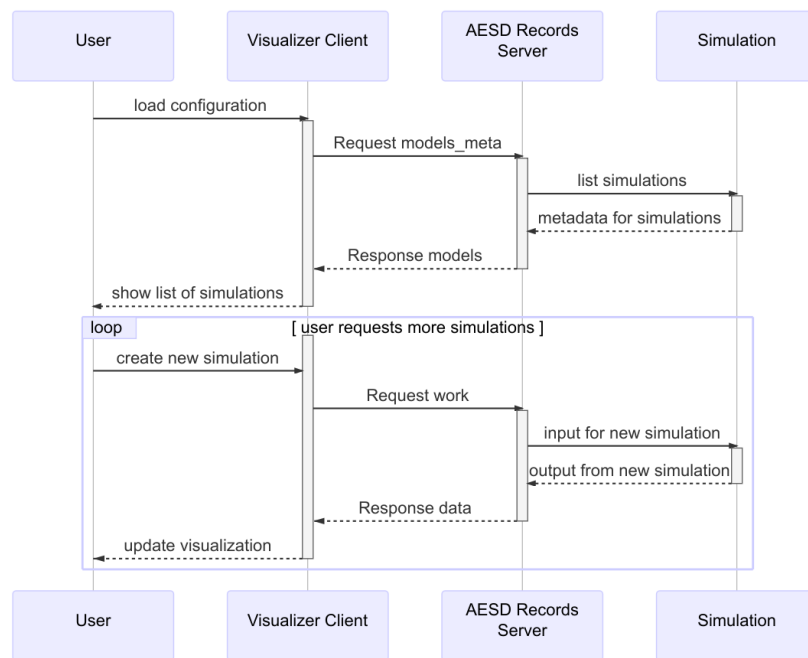 User
Visualizer Client
AESD Records
Server
Simulation
load configuration
Request models_meta
list simulations
metadata for simulations
Response models
show list of simulations
loop
[ user requests more simulations ]
create new simulation
Request work
input for new simulation
output from new simulation
Response data
update visualization
User
Visualizer Client
AESD Records
Server
Simulation